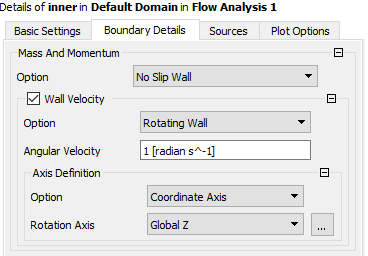 Details of inner in Default Domain in Flow Analysis 1
Basic Settings Boundary Details Sources Plot Options
Mass And Momentum
Option No Slip Wall
Wall Velocity
Option Rotating Wall
Angular Velocity 1 [radian s^-1]
Axis Definition
Option Coordinate Axis
Rotation Axis Global Z ...